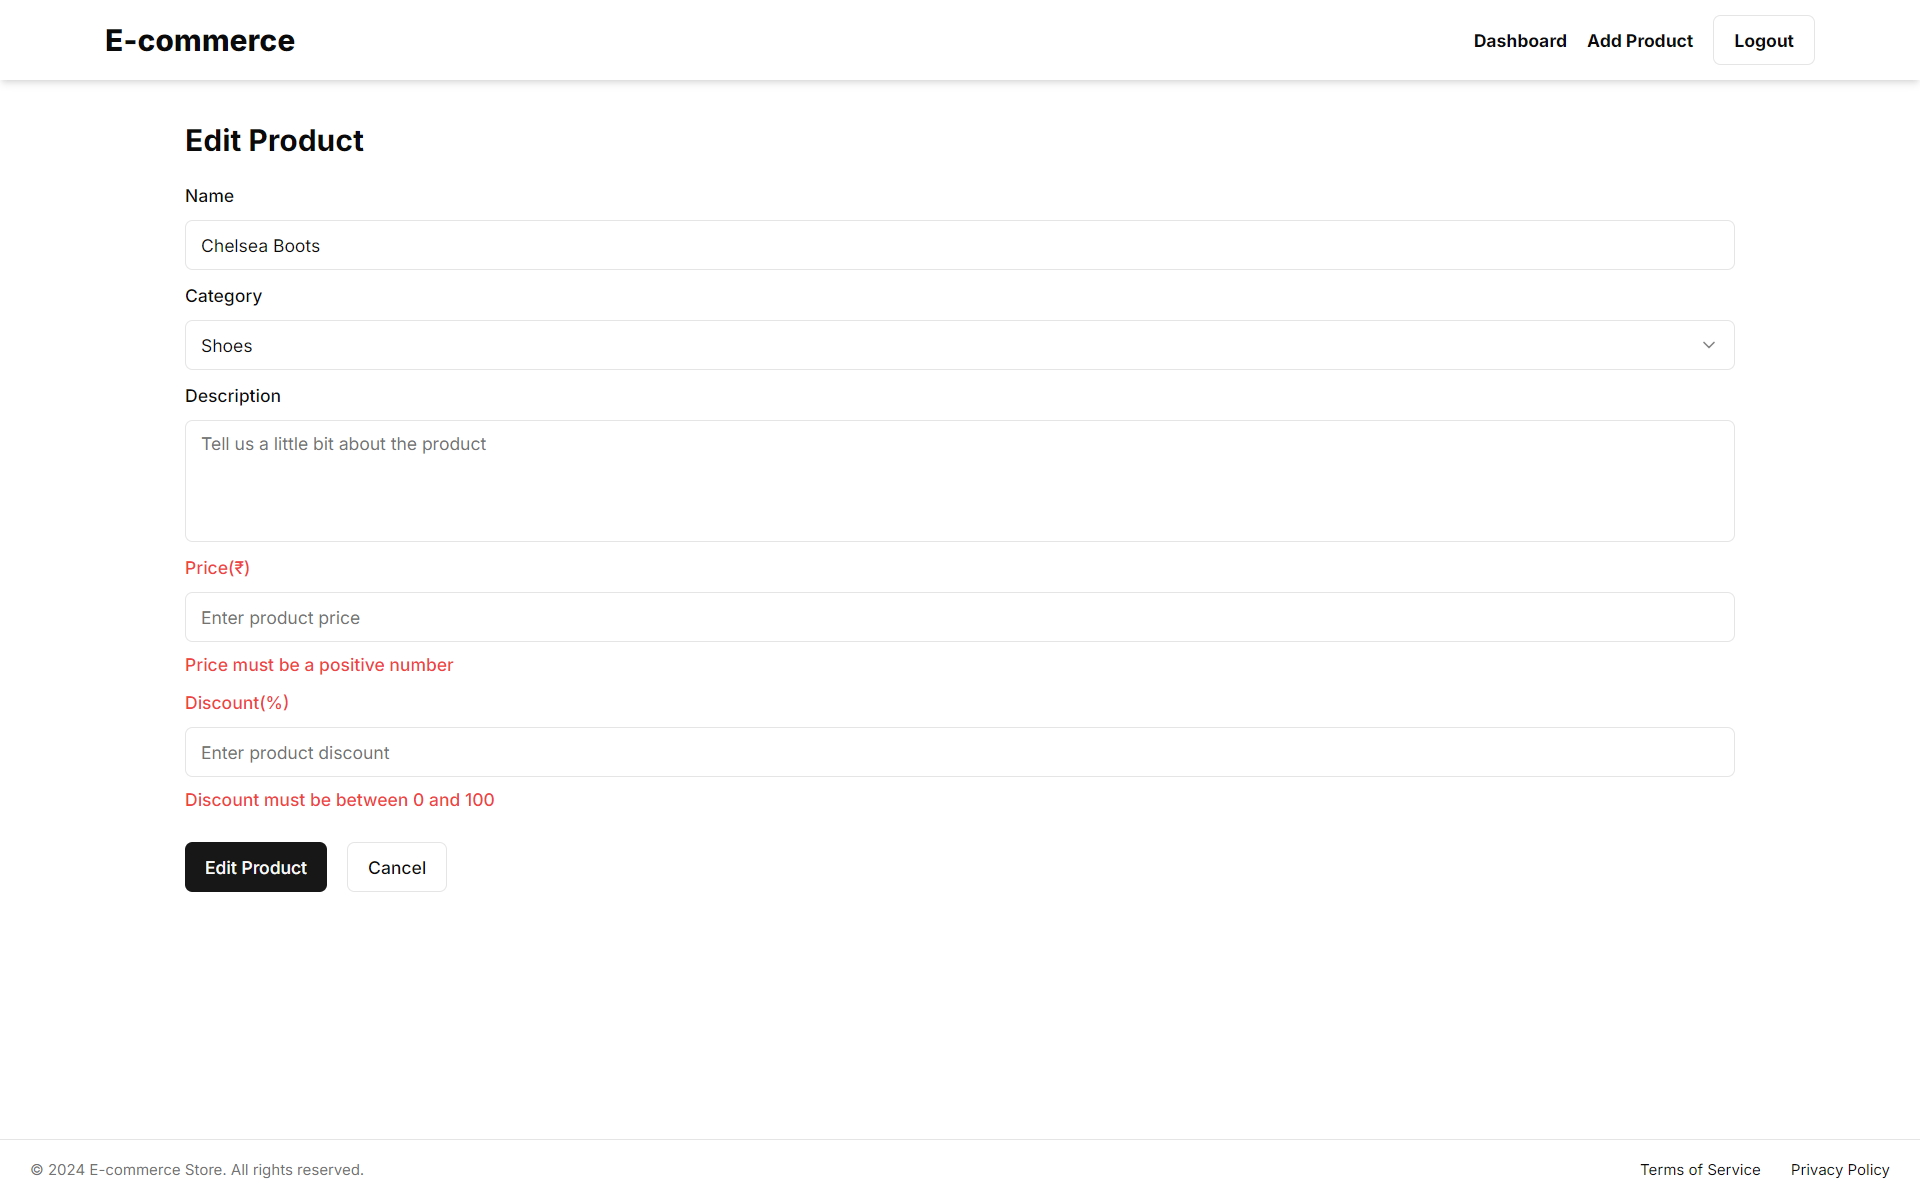 E-commerce
Dashboard Add Product Logout
Edit Product
Name
Chelsea Boots
Category
Shoes
Description
Tell us a little bit about the product
Price(₹)
Enter product price
Price must be a positive number
Discount(%)
Enter product discount
Discount must be between 0 and 100
Edit Product Cancel
© 2024 E-commerce Store. All rights reserved.
Terms of Service Privacy Policy